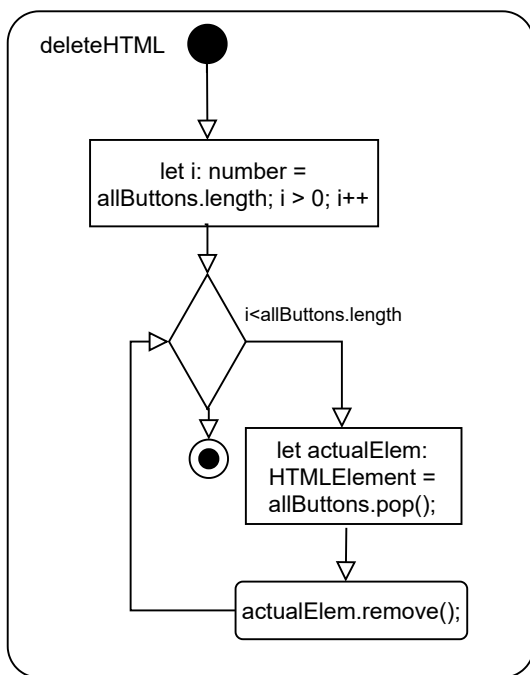 deleteHTML
let i: number =
allButtons.length; i > 0; i++
i<allButtons.length
let actualElem:
HTMLElement =
allButtons.pop();
actualElem.remove();